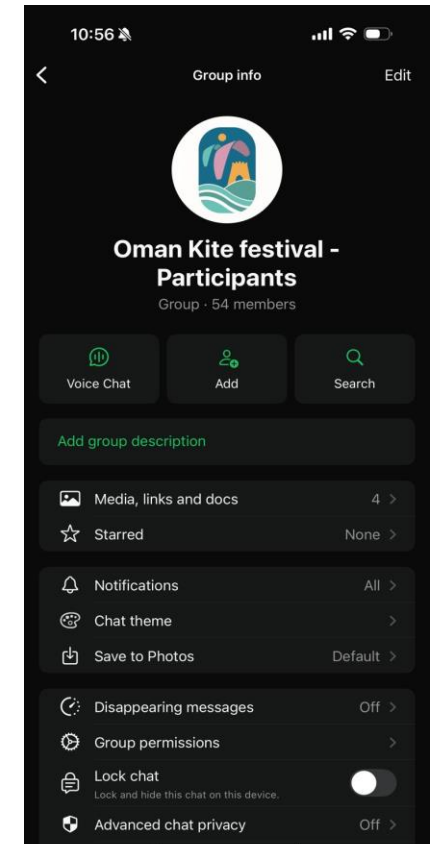 10:56
Group info
Edit
Oman Kite festival -
Participants
Group · 54 members
Voice Chat
Add
Search
Add group description
Media, links and docs 4
Starred None
Notifications All
Chat theme
Save to Photos Default
Disappearing messages Off
Group permissions
Lock chat
Lock and hide this chat on this device.
Advanced chat privacy Off